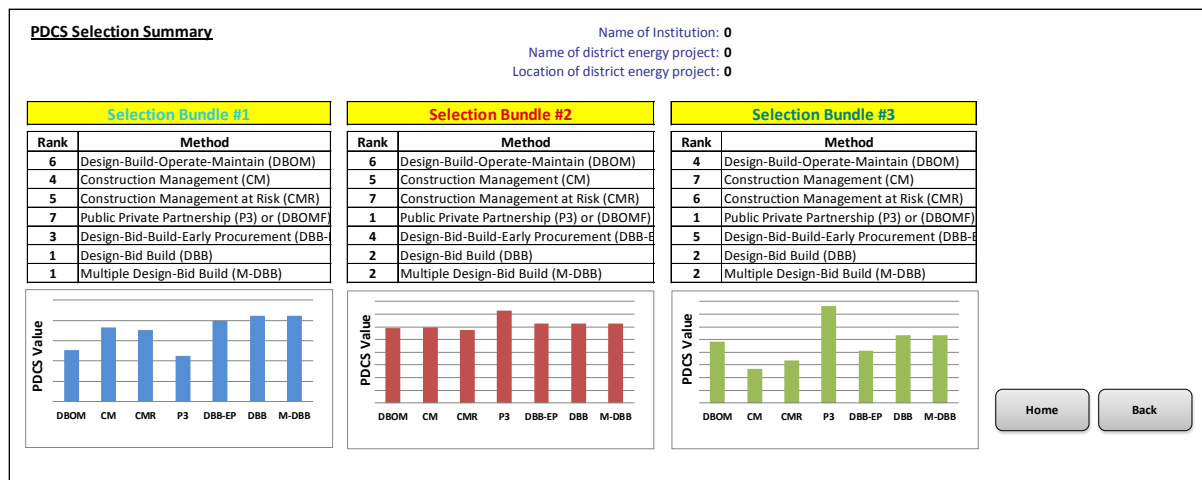 PDCS Selection Summary
Name of Institution: 0
Name of district energy project: 0
Location of district energy project: 0
Selection Bundle #1
Rank Method
6 Design-Build-Operate-Maintain (DBOM)
4 Construction Management (CM)
5 Construction Management at Risk (CMR)
7 Public Private Partnership (P3) or (DBOMF)
3 Design-Bid-Build-Early Procurement (DBB-
1 Design-Bid Build (DBB)
1 Multiple Design-Bid Build (M-DBB)
PDCS Value
DBOM CM CMR P3 DBB-EP DBB M-DBB
Selection Bundle #2
Rank Method
6 Design-Build-Operate-Maintain (DBOM)
5 Construction Management (CM)
7 Construction Management at Risk (CMR)
1 Public Private Partnership (P3) or (DBOMF)
4 Design-Bid-Build-Early Procurement (DBB-E
2 Design-Bid Build (DBB)
2 Multiple Design-Bid Build (M-DBB)
PDCS Value
DBOM CM CMR P3 DBB-EP DBB M-DBB
Selection Bundle #3
Rank Method
4 Design-Build-Operate-Maintain (DBOM)
7 Construction Management (CM)
6 Construction Management at Risk (CMR)
1 Public Private Partnership (P3) or (DBOMF)
5 Design-Bid-Build-Early Procurement (DBB-E
2 Design-Bid Build (DBB)
2 Multiple Design-Bid Build (M-DBB)
PDCS Value
DBOM CM CMR P3 DBB-EP DBB M-DBB
Home
Back